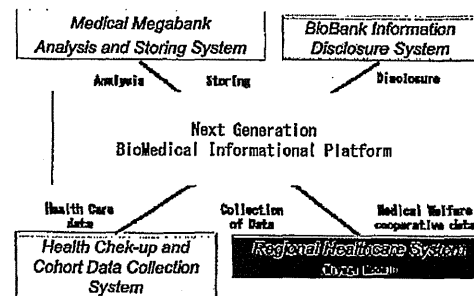 Medical Megabank
Analysis and Storing System
BioBank Information
Disclosure System
Analysis
Storing
Disclosure
Next Generation
BioMedical Informational Platform
Health Care
data
Collection
of Data
Medical Welfare
cooperative data
Health Chek-up and
Cohort Data Collection
System
Regional Healthcare System